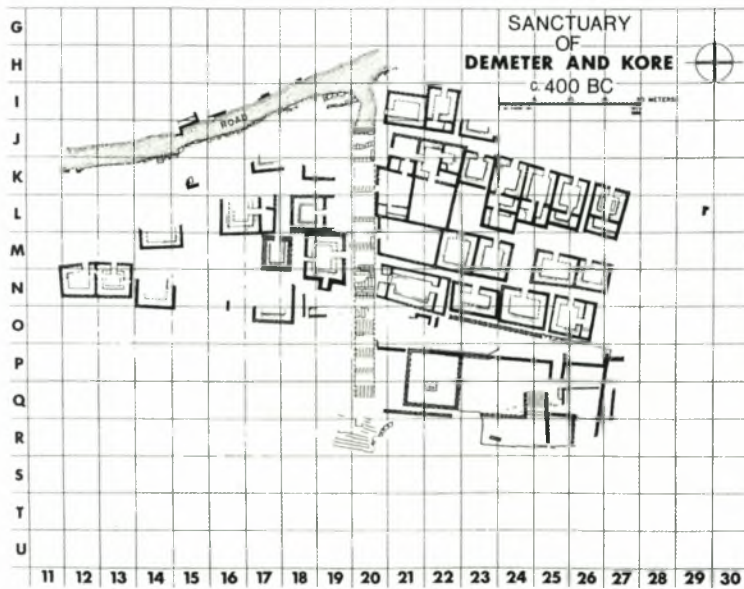 SANCTUARY
OF
DEMETER AND KORE
c. 400 BC
METERS
ROAD
G
H
I
J
K
L
M
N
O
P
Q
R
S
T
U
11 12 13 14 15 16 17 18 19 20 21 22 23 24 25 26 27 28 29 30